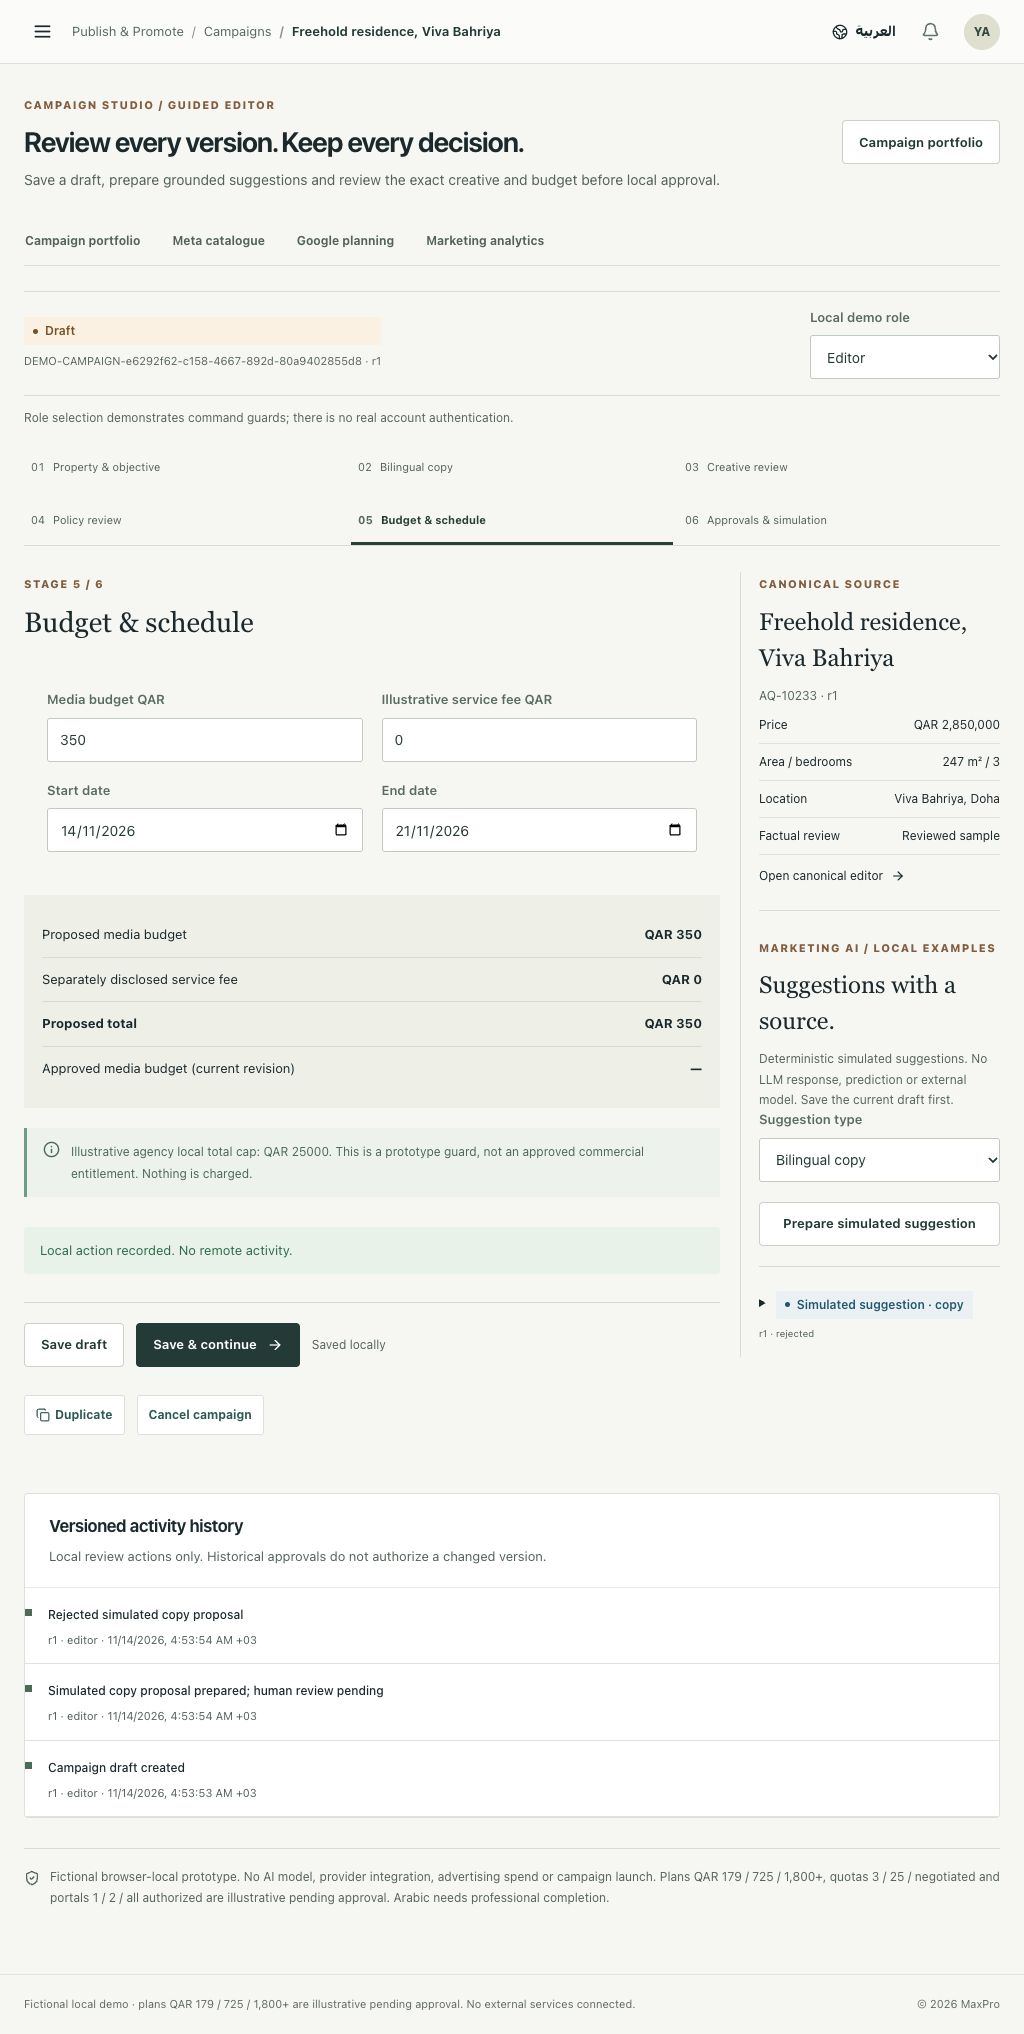 Publish & Promote / Campaigns / Freehold residence, Viva Bahriya
العربية
YA
CAMPAIGN STUDIO / GUIDED EDITOR
Review every version. Keep every decision.
Campaign portfolio
Save a draft, prepare grounded suggestions and review the exact creative and budget before local approval.
Campaign portfolio Meta catalogue Google planning Marketing analytics
Draft
DEMO-CAMPAIGN-e6292f62-c158-4667-892d-80a9402855d8 · r1
Local demo role
Editor
Role selection demonstrates command guards; there is no real account authentication.
01 Property & objective
02 Bilingual copy
03 Creative review
04 Policy review
05 Budget & schedule
06 Approvals & simulation
STAGE 5 / 6
Budget & schedule
Media budget QAR
350
Illustrative service fee QAR
0
Start date
14/11/2026
End date
21/11/2026
Proposed media budget QAR 350
Separately disclosed service fee QAR 0
Proposed total QAR 350
Approved media budget (current revision) —
Illustrative agency local total cap: QAR 25000. This is a prototype guard, not an approved commercial
entitlement. Nothing is charged.
Local action recorded. No remote activity.
Save draft
Save & continue →
Saved locally
Duplicate
Cancel campaign
CANONICAL SOURCE
Freehold residence,
Viva Bahriya
AQ-10233 · r1
Price QAR 2,850,000
Area / bedrooms 247 m² / 3
Location Viva Bahriya, Doha
Factual review Reviewed sample
Open canonical editor →
MARKETING AI / LOCAL EXAMPLES
Suggestions with a
source.
Deterministic simulated suggestions. No
LLM response, prediction or external
model. Save the current draft first.
Suggestion type
Bilingual copy
Prepare simulated suggestion
Simulated suggestion · copy
r1 · rejected
Versioned activity history
Local review actions only. Historical approvals do not authorize a changed version.
Rejected simulated copy proposal
r1 · editor · 11/14/2026, 4:53:54 AM +03
Simulated copy proposal prepared; human review pending
r1 · editor · 11/14/2026, 4:53:54 AM +03
Campaign draft created
r1 · editor · 11/14/2026, 4:53:53 AM +03
Fictional browser-local prototype. No AI model, provider integration, advertising spend or campaign launch. Plans QAR 179 / 725 / 1,800+, quotas 3 / 25 / negotiated and
portals 1 / 2 / all authorized are illustrative pending approval. Arabic needs professional completion.
Fictional local demo · plans QAR 179 / 725 / 1,800+ are illustrative pending approval. No external services connected.
© 2026 MaxPro